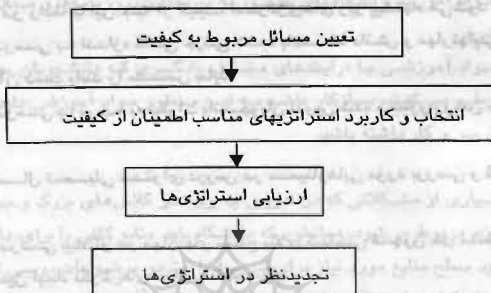 تعیین مسائل مربوط به کیفیت
انتخاب و کاربرد استراتژیهای مناسب اطمینان از کیفیت
ارزیابی استراتژی‌ها
تجدیدنظر در استراتژی‌ها